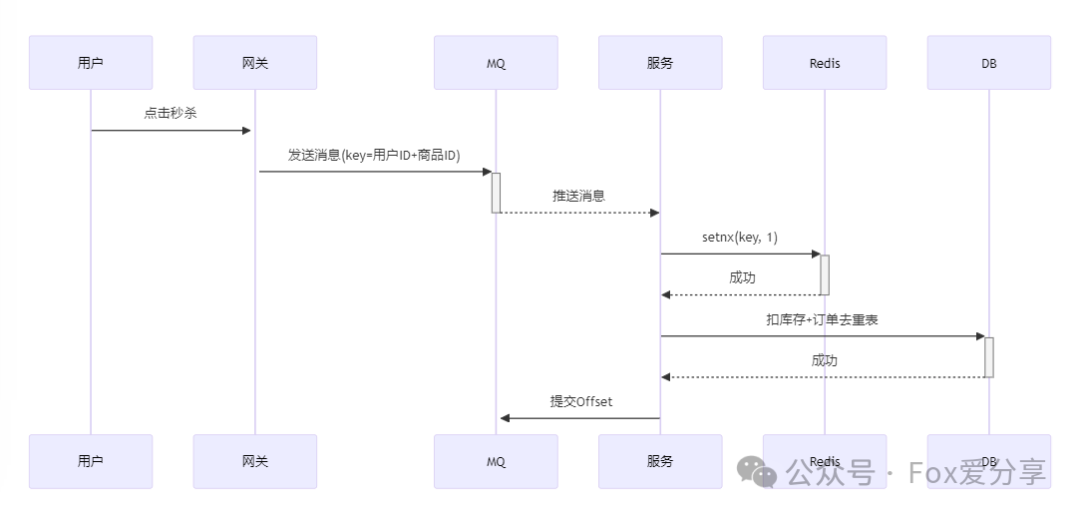 用户 网关 MQ 服务 Redis DB
点击秒杀
发送消息(key=用户ID+商品ID)
推送消息
setnx(key, 1)
成功
扣库存+订单去重表
成功
提交Offset
用户 网关 MQ 服务 Redis DB
公众号 · Fox爱分享